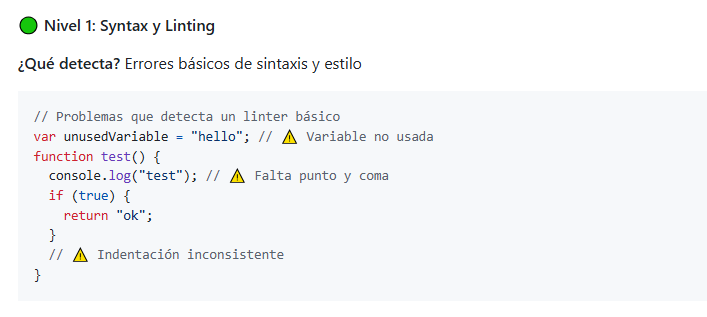 🟢 Nivel 1: Syntax y Linting
¿Qué detecta? Errores básicos de sintaxis y estilo
// Problemas que detecta un linter básico
var unusedVariable = "hello"; // ⚠️ Variable no usada
function test() {
  console.log("test"); // ⚠️ Falta punto y coma
  if (true) {
    return "ok";
  }
  // ⚠️ Indentación inconsistente
}